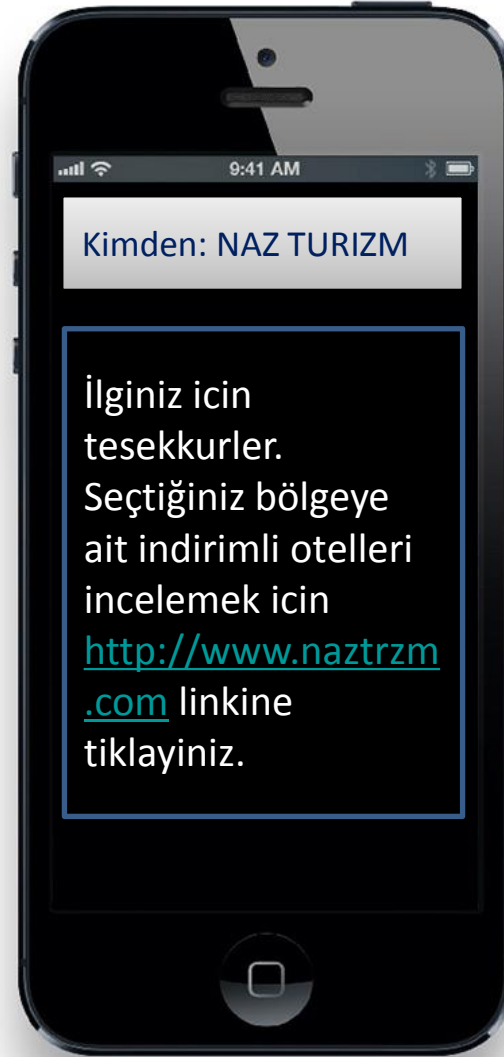 9:41 AM
Kimden: NAZ TURIZM
İlginiz icin
tesekkurler.
Seçtiğiniz bölgeye
ait indirimli otelleri
incelemek icin
http://www.naztrzm
.com linkine
tiklayiniz.